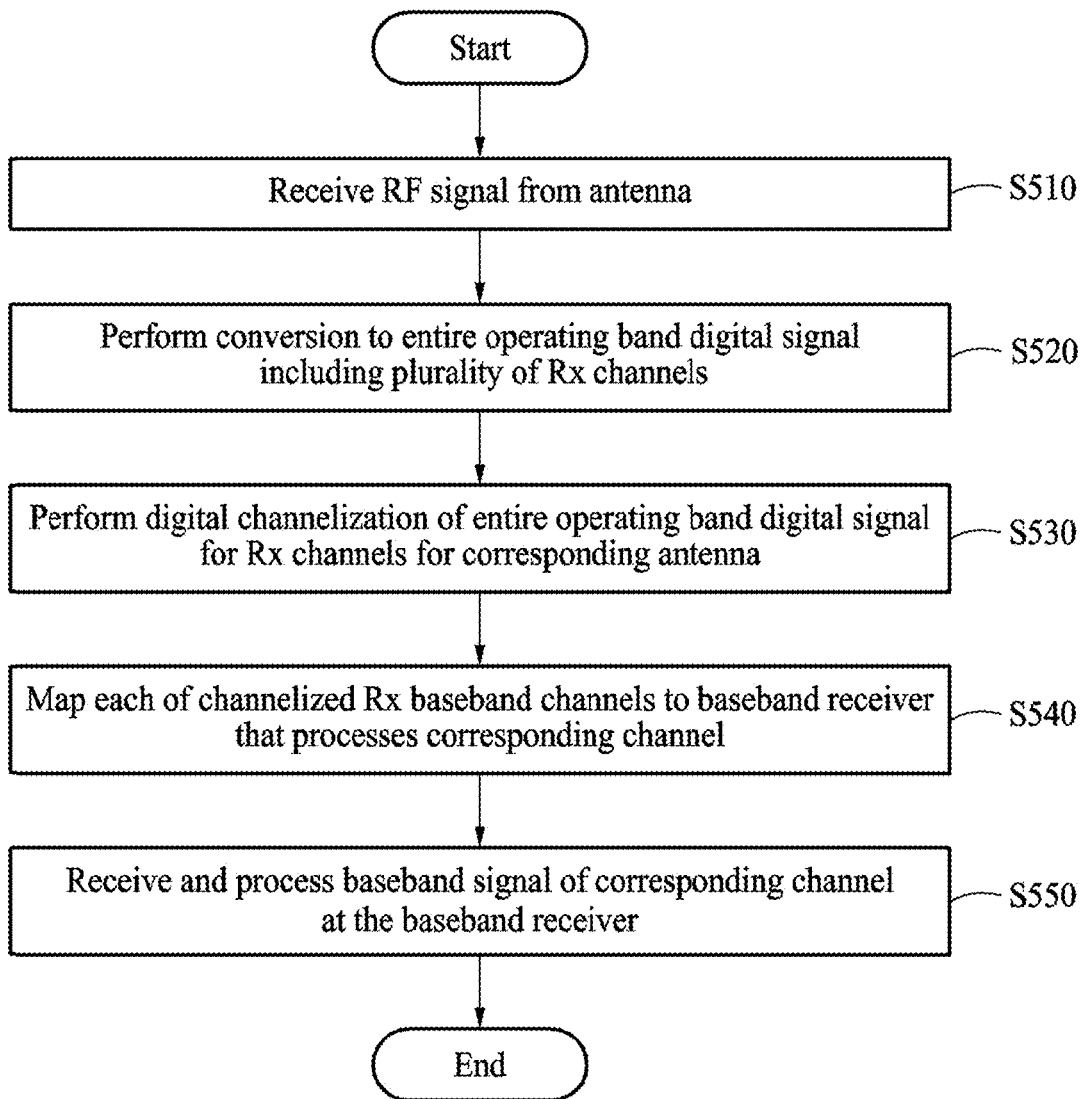 Start
Receive RF signal from antenna
S510
Perform conversion to entire operating band digital signal
including plurality of Rx channels
S520
Perform digital channelization of entire operating band digital signal
for Rx channels for corresponding antenna
S530
Map each of channelized Rx baseband channels to baseband receiver
that processes corresponding channel
S540
Receive and process baseband signal of corresponding channel
at the baseband receiver
S550
End